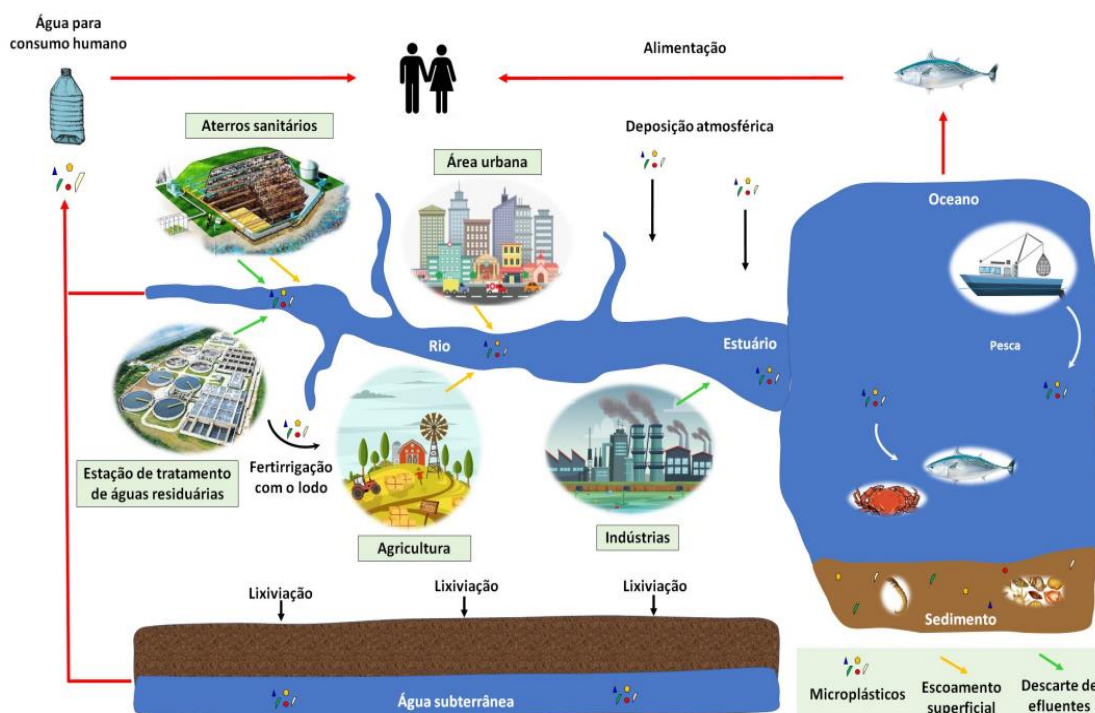 Água para
consumo humano
Alimentação
Aterros sanitários
Deposição atmosférica
Área urbana
Oceano
Rio
Estuário
Pesca
Estação de tratamento
de águas residuárias
Fertirrigação
com o lodo
Agricultura
Indústrias
Lixiviação
Lixiviação
Lixiviação
Sedimento
Água subterrânea
Microplásticos
Escoamento
superficial
Descarte de
efluentes